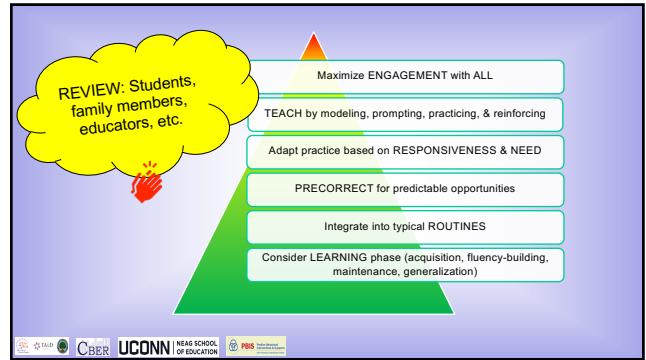 REVIEW: Students,
family members,
educators, etc.
Maximize ENGAGEMENT with ALL
TEACH by modeling, prompting, practicing, & reinforcing
Adapt practice based on RESPONSIVENESS & NEED
PRECORRECT for predictable opportunities
Integrate into typical ROUTINES
Consider LEARNING phase (acquisition, fluency-building,
maintenance, generalization)
CBER
UCONN
NEAG SCHOOL
OF EDUCATION
PBIS